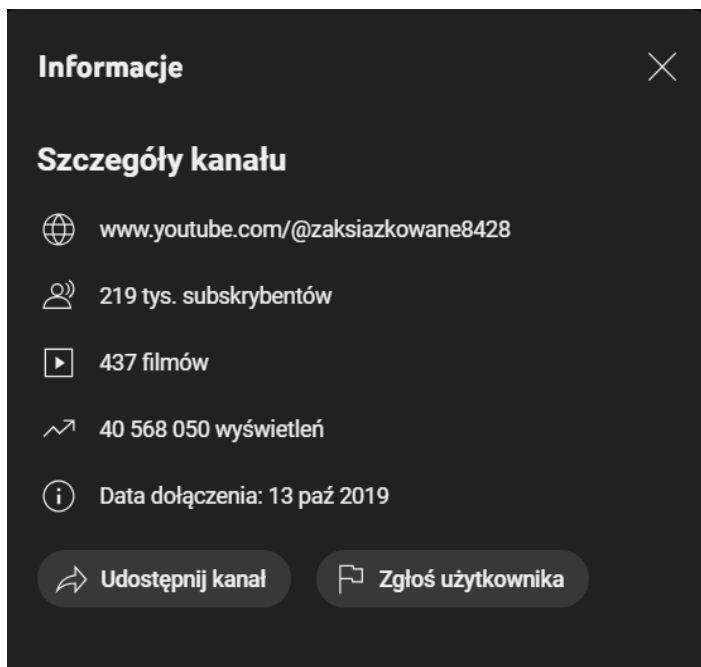 Informacje
Szczegóły kanału
www.youtube.com/@zaksiazkowane8428
219 tys. subskrybentów
437 filmów
40 568 050 wyświetleń
Data dołączenia: 13 paź 2019
Udostępnij kanał
Zgłoś użytkownika